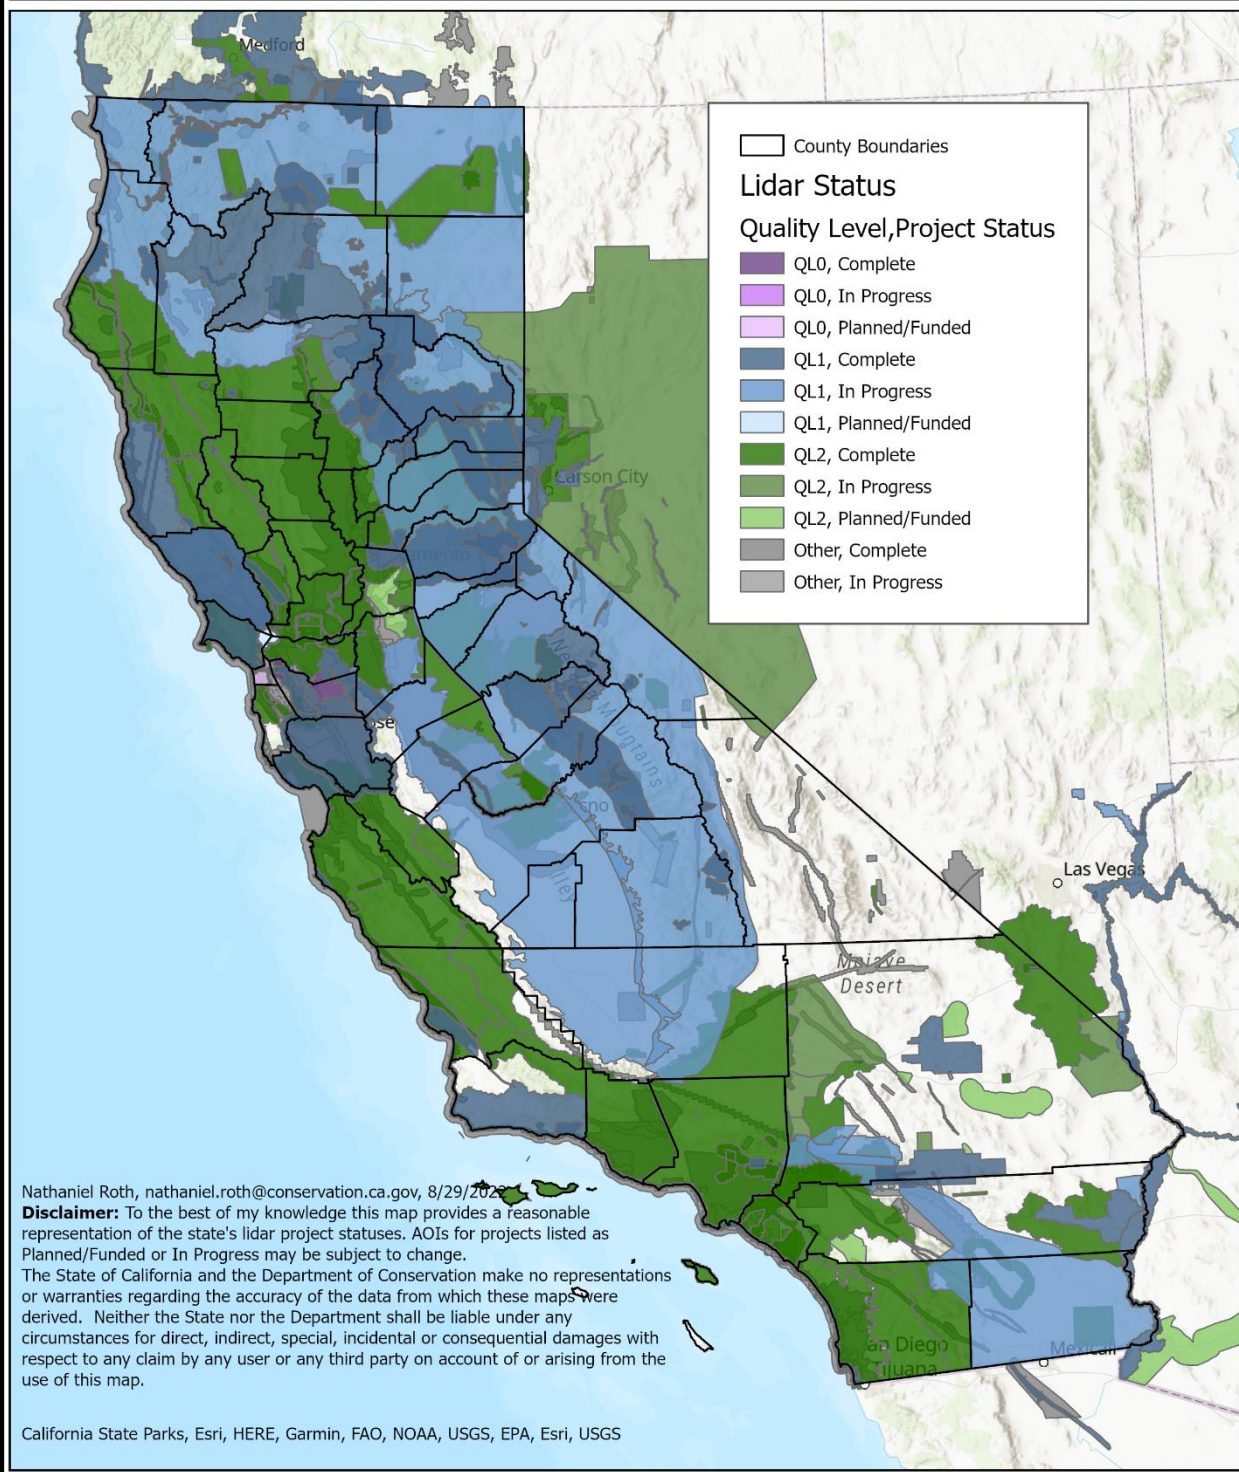 Medford
County Boundaries
Lidar Status
Quality Level,Project Status
QL0, Complete
QL0, In Progress
QL0, Planned/Funded
QL1, Complete
QL1, In Progress
QL1, Planned/Funded
QL2, Complete
QL2, In Progress
QL2, Planned/Funded
Other, Complete
Other, In Progress
Carson City
Mountains
Las Vegas
Mojave
Desert
San Diego
Tijuana
Mexicali
Nathaniel Roth, nathaniel.roth@conservation.ca.gov,
Disclaimer: To the best of my knowledge this map provides a reasonable
representation of the state's lidar project statuses. AOIs for projects listed as
Planned/Funded or In Progress may be subject to change.
The State of California and the Department of Conservation make no representations
or warranties regarding the accuracy of the data from which these maps were
derived. Neither the State nor the Department shall be liable under any
circumstances for direct, indirect, special, incidental or consequential damages with
respect to any claim by any user or any third party on account of or arising from the
use of this map.
California State Parks, Esri, HERE, Garmin, FAO, NOAA, USGS, EPA, Esri, USGS